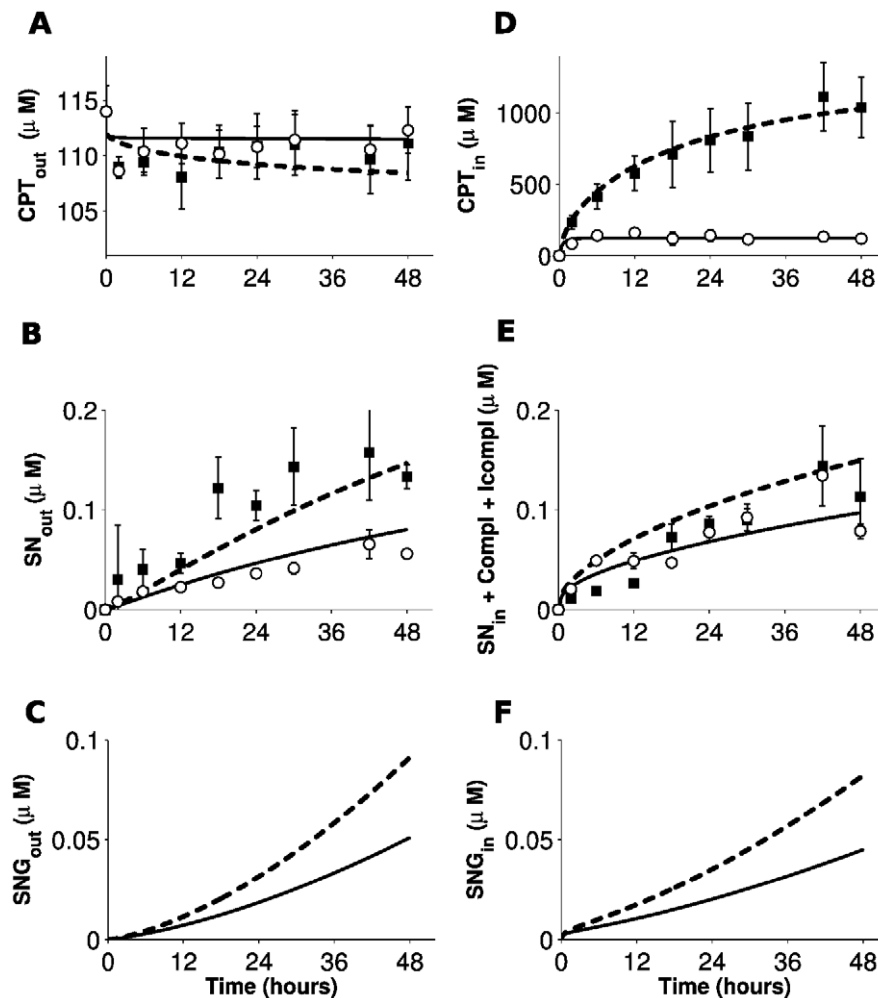 A
CPT_out (μ M)
115
110
105
0 12 24 36 48
D
CPT_in (μ M)
1000
500
0
0 12 24 36 48
B
SN_out (μ M)
0.2
0.1
0
0 12 24 36 48
E
SN_in + Compl + Icompl (μ M)
0.2
0.1
0
0 12 24 36 48
C
SNG_out (μ M)
0.1
0.05
0
0 12 24 36 48
Time (hours)
F
SNG_in (μ M)
0.1
0.05
0
0 12 24 36 48
Time (hours)